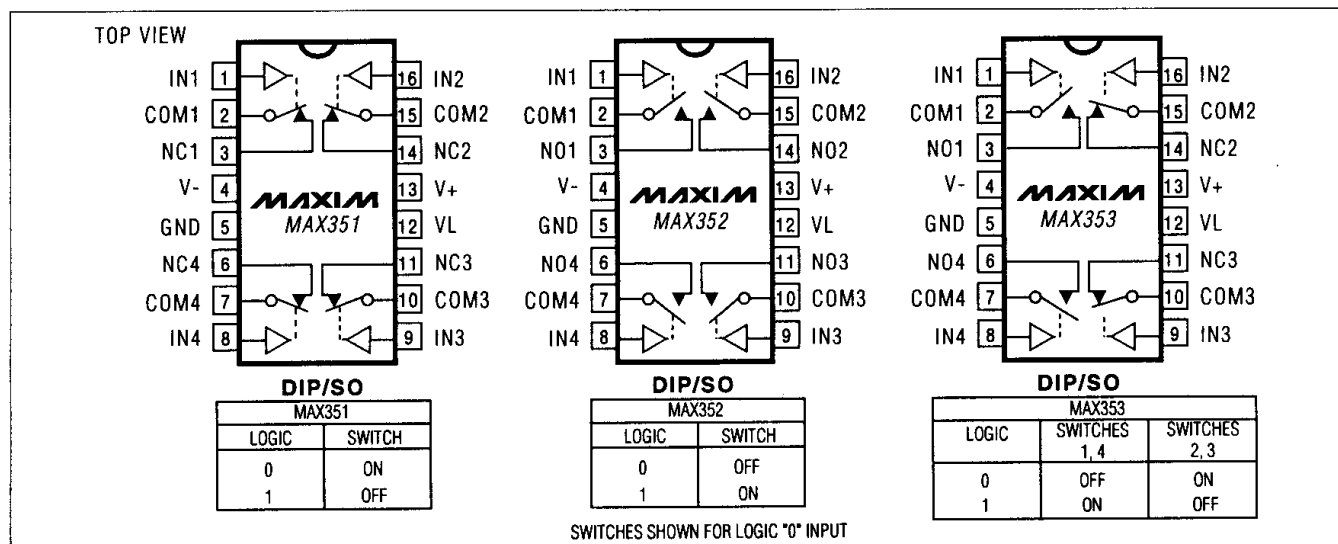 TOP VIEW
IN1 1 16 IN2
COM1 2 15 COM2
NC1 3 14 NC2
V- 4 13 V+
GND 5 12 VL
NC4 6 11 NC3
COM4 7 10 COM3
IN4 8 9 IN3
MAXIM
MAX351
DIP/SO
MAX351
LOGIC SWITCH
0 ON
1 OFF
IN1 1 16 IN2
COM1 2 15 COM2
NO1 3 14 NO2
V- 4 13 V+
GND 5 12 VL
NO4 6 11 NO3
COM4 7 10 COM3
IN4 8 9 IN3
MAXIM
MAX352
DIP/SO
MAX352
LOGIC SWITCH
0 OFF
1 ON
IN1 1 16 IN2
COM1 2 15 COM2
NO1 3 14 NC2
V- 4 13 V+
GND 5 12 VL
NO4 6 11 NC3
COM4 7 10 COM3
IN4 8 9 IN3
MAXIM
MAX353
DIP/SO
MAX353
LOGIC SWITCHES 1, 4 SWITCHES 2, 3
0 OFF ON
1 ON OFF
SWITCHES SHOWN FOR LOGIC "0" INPUT